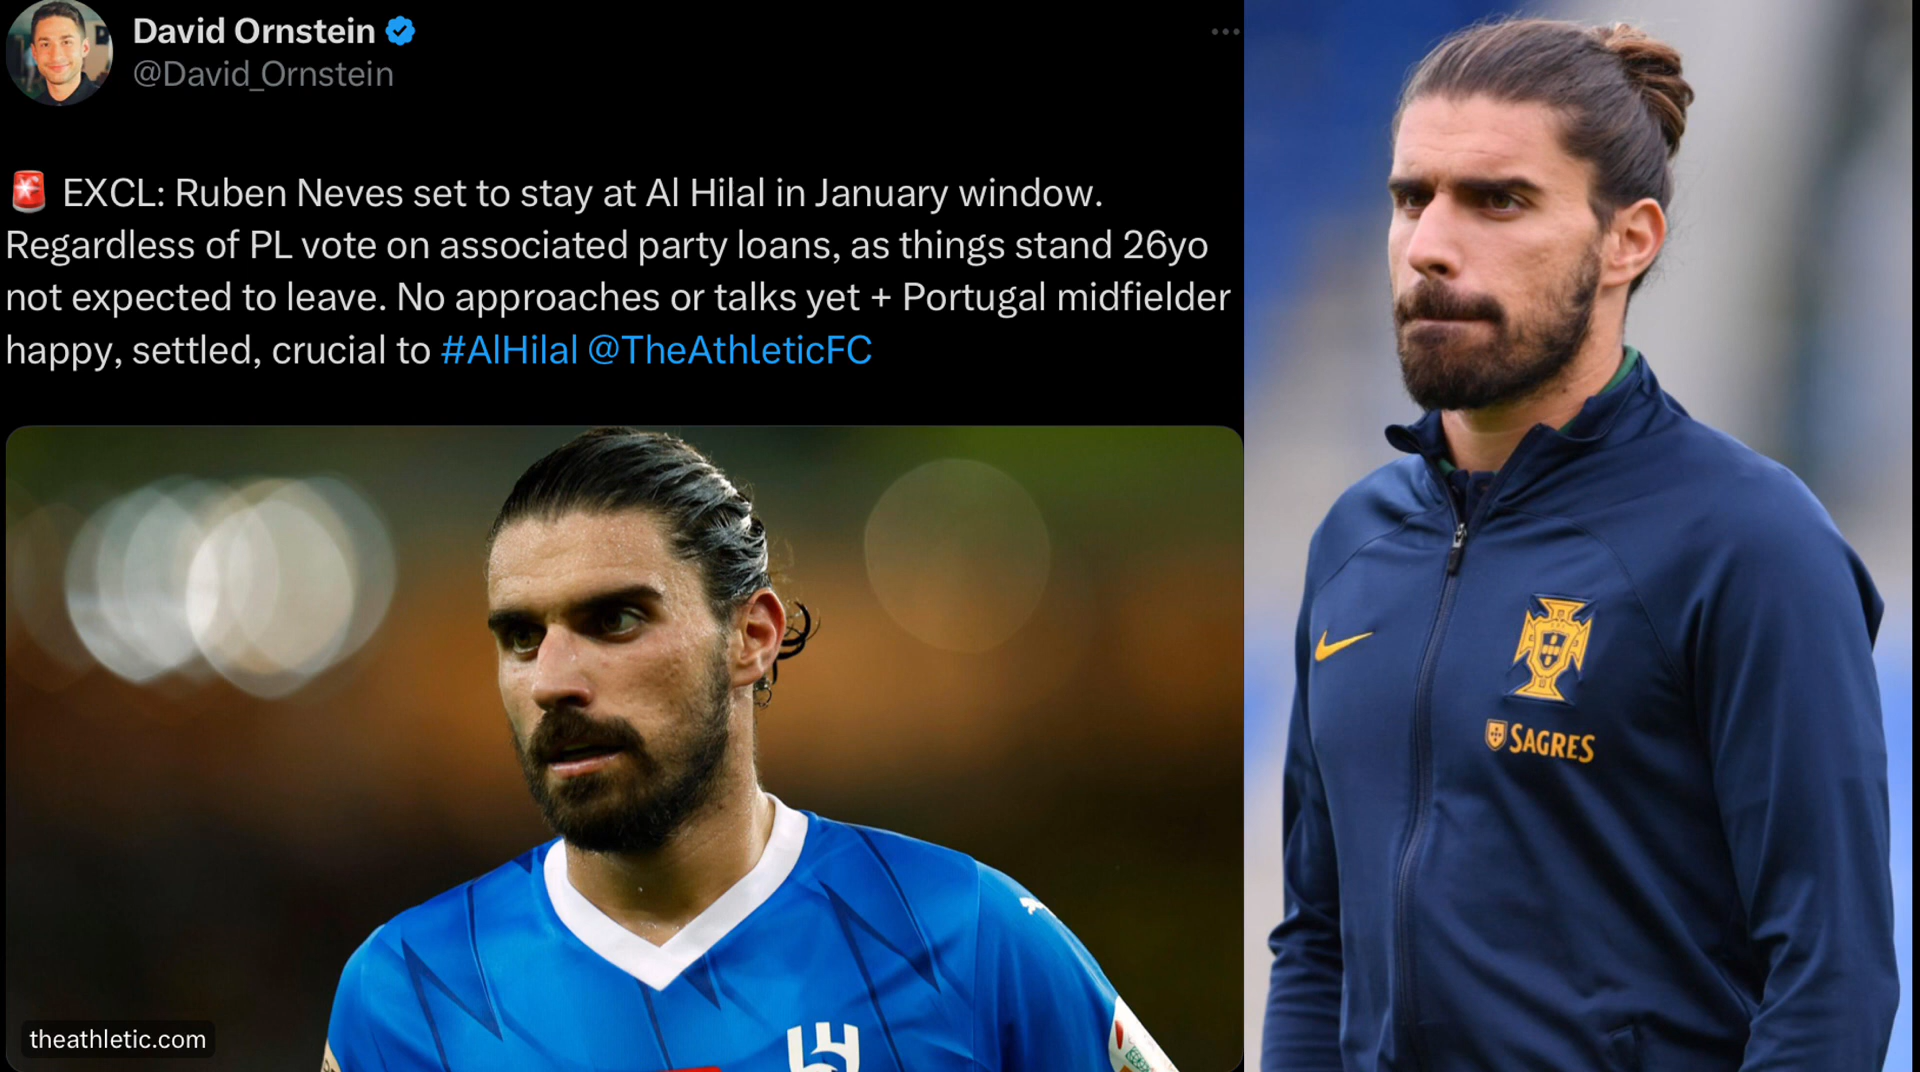 David Ornstein
@David_Ornstein
🚨 EXCL: Ruben Neves set to stay at Al Hilal in January window.
Regardless of PL vote on associated party loans, as things stand 26yo
not expected to leave. No approaches or talks yet + Portugal midfielder
happy, settled, crucial to #AlHilal @TheAthleticFC
theathletic.com
SAGRES